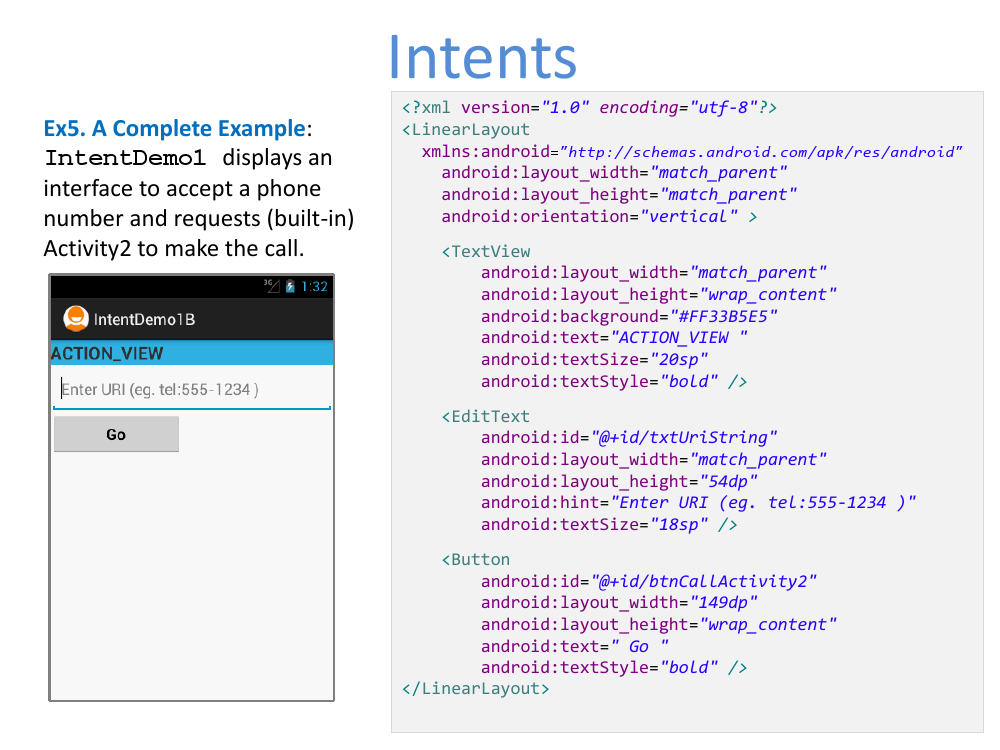 Intents
Ex5. A Complete Example:
IntentDemo1 displays an
interface to accept a phone
number and requests (built-in)
Activity2 to make the call.
3G 1:32
IntentDemo1B
ACTION_VIEW
Enter URI (eg. tel:555-1234 )
Go
<?xml version="1.0" encoding="utf-8"?>
<LinearLayout
xmlns:android="http://schemas.android.com/apk/res/android"
android:layout_width="match_parent"
android:layout_height="match_parent"
android:orientation="vertical" >
<TextView
android:layout_width="match_parent"
android:layout_height="wrap_content"
android:background="#FF33B5E5"
android:text="ACTION_VIEW "
android:textSize="20sp"
android:textStyle="bold" />
<EditText
android:id="@+id/txtUriString"
android:layout_width="match_parent"
android:layout_height="54dp"
android:hint="Enter URI (eg. tel:555-1234 )"
android:textSize="18sp" />
<Button
android:id="@+id/btnCallActivity2"
android:layout_width="149dp"
android:layout_height="wrap_content"
android:text=" Go "
android:textStyle="bold" />
</LinearLayout>